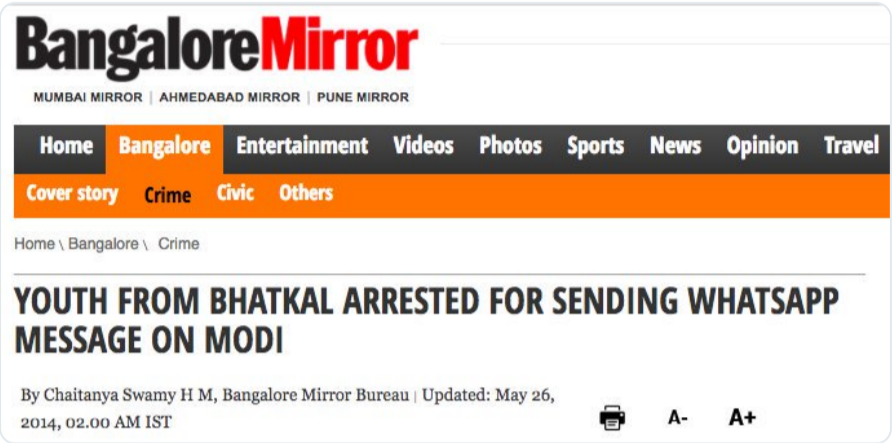 BangaloreMirror
MUMBAI MIRROR | AHMEDABAD MIRROR | PUNE MIRROR
Home Bangalore Entertainment Videos Photos Sports News Opinion Travel
Cover story Crime Civic Others
Home \ Bangalore \ Crime
YOUTH FROM BHATKAL ARRESTED FOR SENDING WHATSAPP
MESSAGE ON MODI
By Chaitanya Swamy H M, Bangalore Mirror Bureau | Updated: May 26,
2014, 02.00 AM IST
A- A+